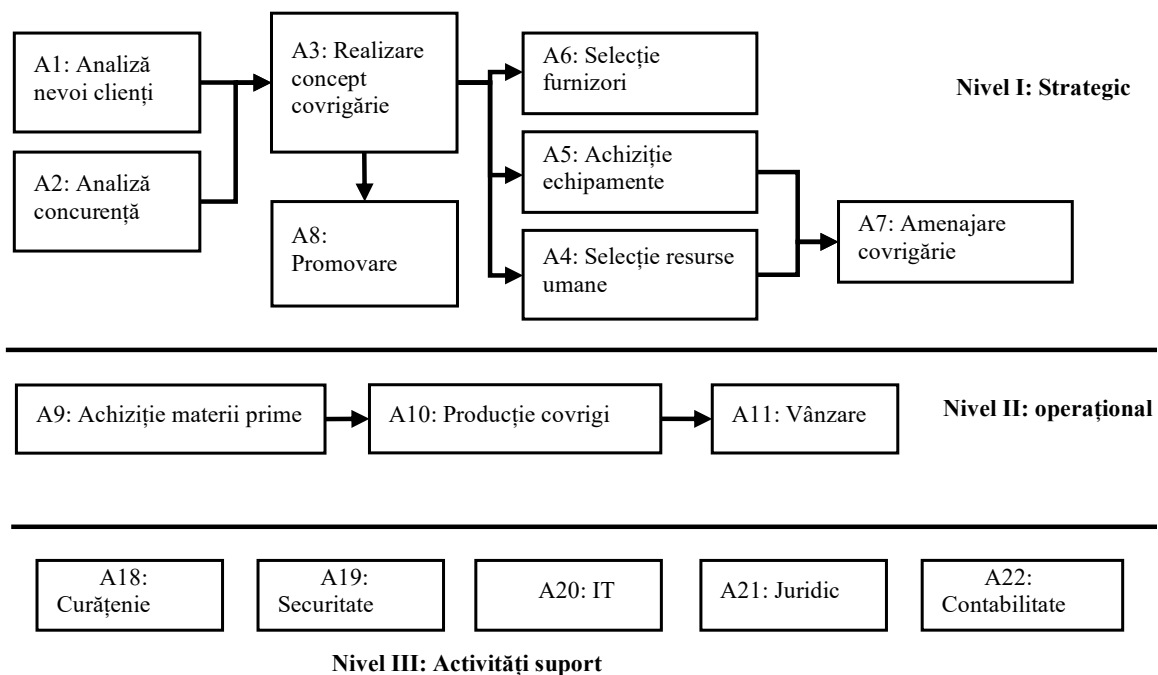 A1: Analiză
nevoi clienți
A2: Analiză
concurență
A3: Realizare
concept
covrigărie
A8:
Promovare
A6: Selecție
furnizori
A5: Achiziție
echipamente
A4: Selecție resurse
umane
A7: Amenajare
covrigărie
Nivel I: Strategic
A9: Achiziție materii prime
A10: Producție covrigi
A11: Vânzare
Nivel II: operațional
A18:
Curățenie
A19:
Securitate
A20: IT
A21: Juridic
A22:
Contabilitate
Nivel III: Activități suport